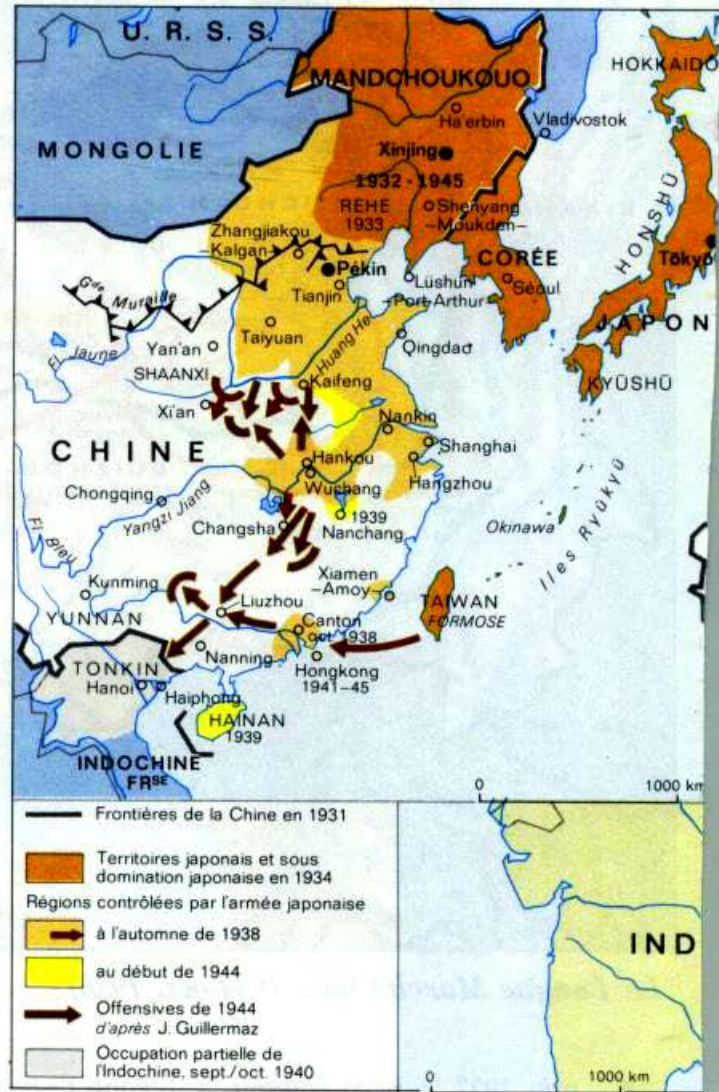 U. R. S. S.
HOKKAIDŌ
MANDCHOUKOUO
Ha erbin
Vladivostok
MONGOLIE
Xinjing
1932 - 1945
REHE
1933
Shenyang
-Moukden-
HONSHŪ
Zhangjiakou
-Kalgan-
CORÉE
Pékin
Tōkyō
Gde Muraille
Tianjin
Lüshun
-Port-Arthur-
Séoul
Taiyuan
JAPON
Fl. Jaune
Yan'an
Huang He
Qingdao
SHAANXI
Kaifeng
KYŪSHŪ
Xi'an
Nankin
CHINE
Shanghai
Hankou
Wuchang
Hangzhou
Chongqing
Yangzi Jiang
1939
Changsha
Nanchang
Okinawa
Iles Ryūkyū
Fl. Bleu
Kunming
Xiamen
-Amoy-
Liuzhou
TAIWAN
FORMOSE
YUNNAN
Canton
oct 1938
Nanning
TONKIN
Hongkong
1941-45
Hanoi
Haiphong
HAINAN
1939
INDOCHINE
FRSE
0 1000 km
Frontières de la Chine en 1931
Territoires japonais et sous
domination japonaise en 1934
Régions contrôlées par l'armée japonaise
à l'automne de 1938
IND
au début de 1944
Offensives de 1944
d'après J. Guillermaz
Occupation partielle de
l'Indochine, sept./oct. 1940
0 1000 km